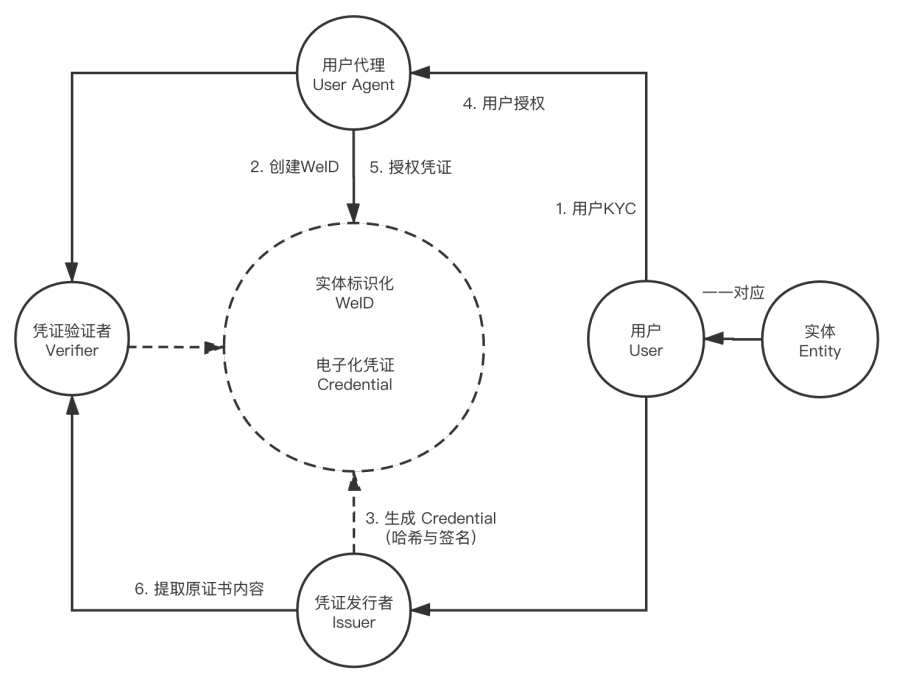 用户代理
User Agent
4. 用户授权
2. 创建WeID
5. 授权凭证
1. 用户KYC
实体标识化
WeID
一一对应
凭证验证者
Verifier
用户
User
实体
Entity
电子化凭证
Credential
3. 生成 Credential
（哈希与签名）
6. 提取原证书内容
凭证发行者
Issuer